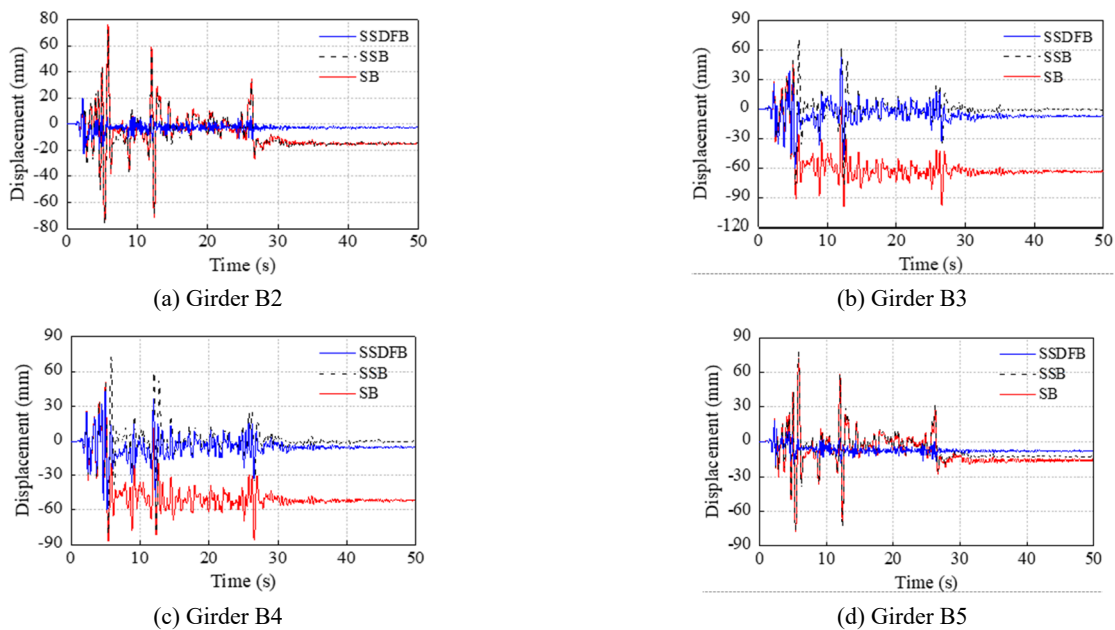 80
60
40
20
0
-20
-40
-60
-80
Displacement (mm)
SSDFB
SSB
SB
0 10 20 30 40 50
Time (s)
(a) Girder B2
90
60
30
0
-30
-60
-90
-120
Displacement (mm)
SSDFB
SSB
SB
0 10 20 30 40 50
Time (s)
(b) Girder B3
90
60
30
0
-30
-60
-90
Displacement (mm)
SSDFB
SSB
SB
0 10 20 30 40 50
Time (s)
(c) Girder B4
90
60
30
0
-30
-60
-90
Displacement (mm)
SSDFB
SSB
SB
0 10 20 30 40 50
Time (s)
(d) Girder B5